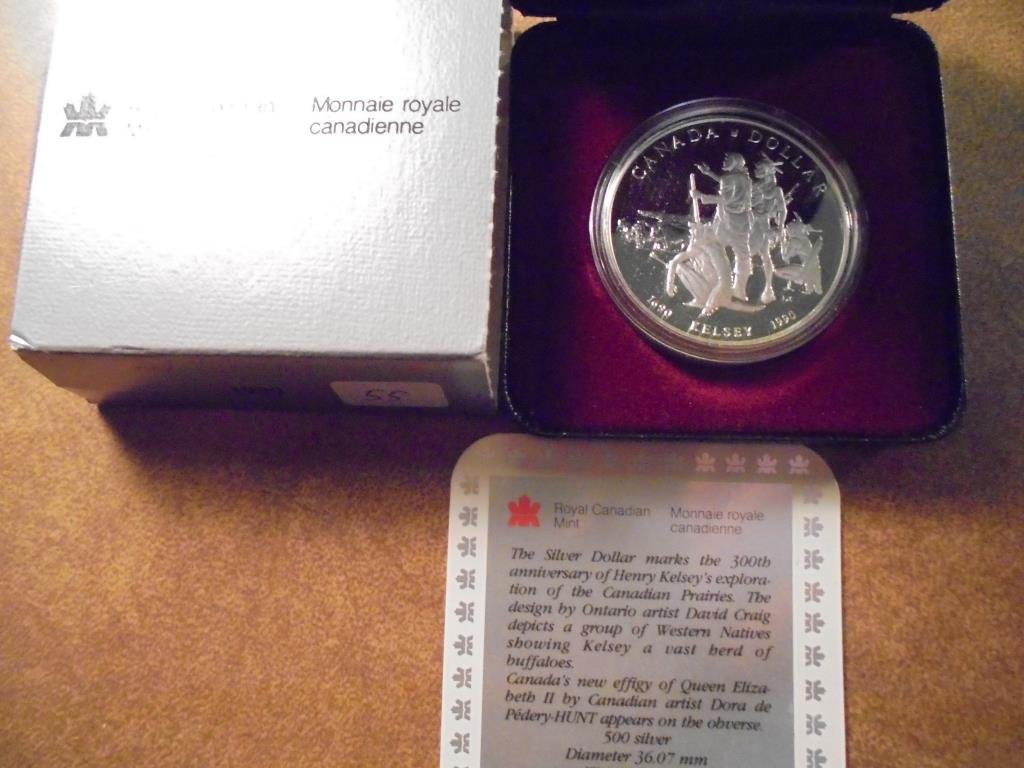 Monnaie royale
canadienne
55
CANADA DOLLAR
1690 KELSEY 1990
Royal Canadian
Mint
Monnaie royale
canadienne
The Silver Dollar marks the 300th
anniversary of Henry Kelsey's explora-
tion of the Canadian Prairies. The
design by Ontario artist David Craig
depicts a group of Western Natives
showing Kelsey a vast herd of
buffaloes.
Canada's new effigy of Queen Eliza-
beth II by Canadian artist Dora de
Pédery-HUNT appears on the obverse.
500 silver
Diameter 36.07 mm